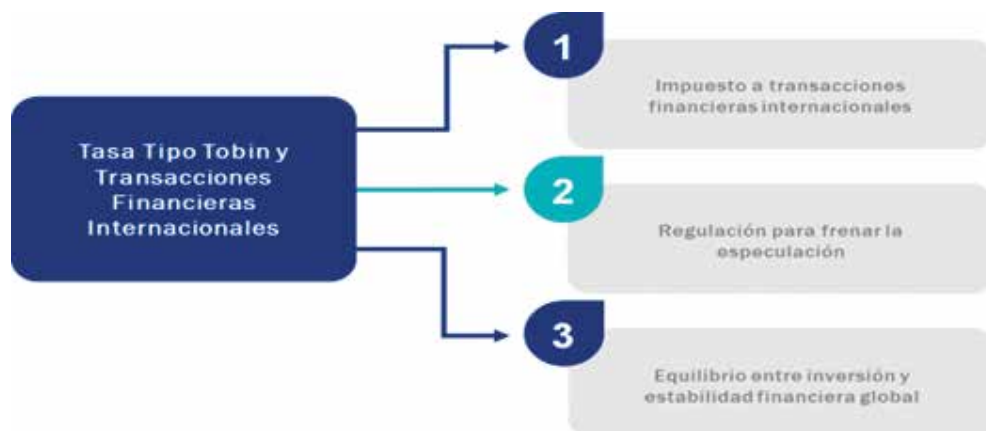 Tasa Tipo Tobin y
Transacciones
Financieras
Internacionales
1
Impuesto a transacciones
financieras internacionales
2
Regulación para frenar la
especulación
3
Equilibrio entre inversión y
estabilidad financiera global